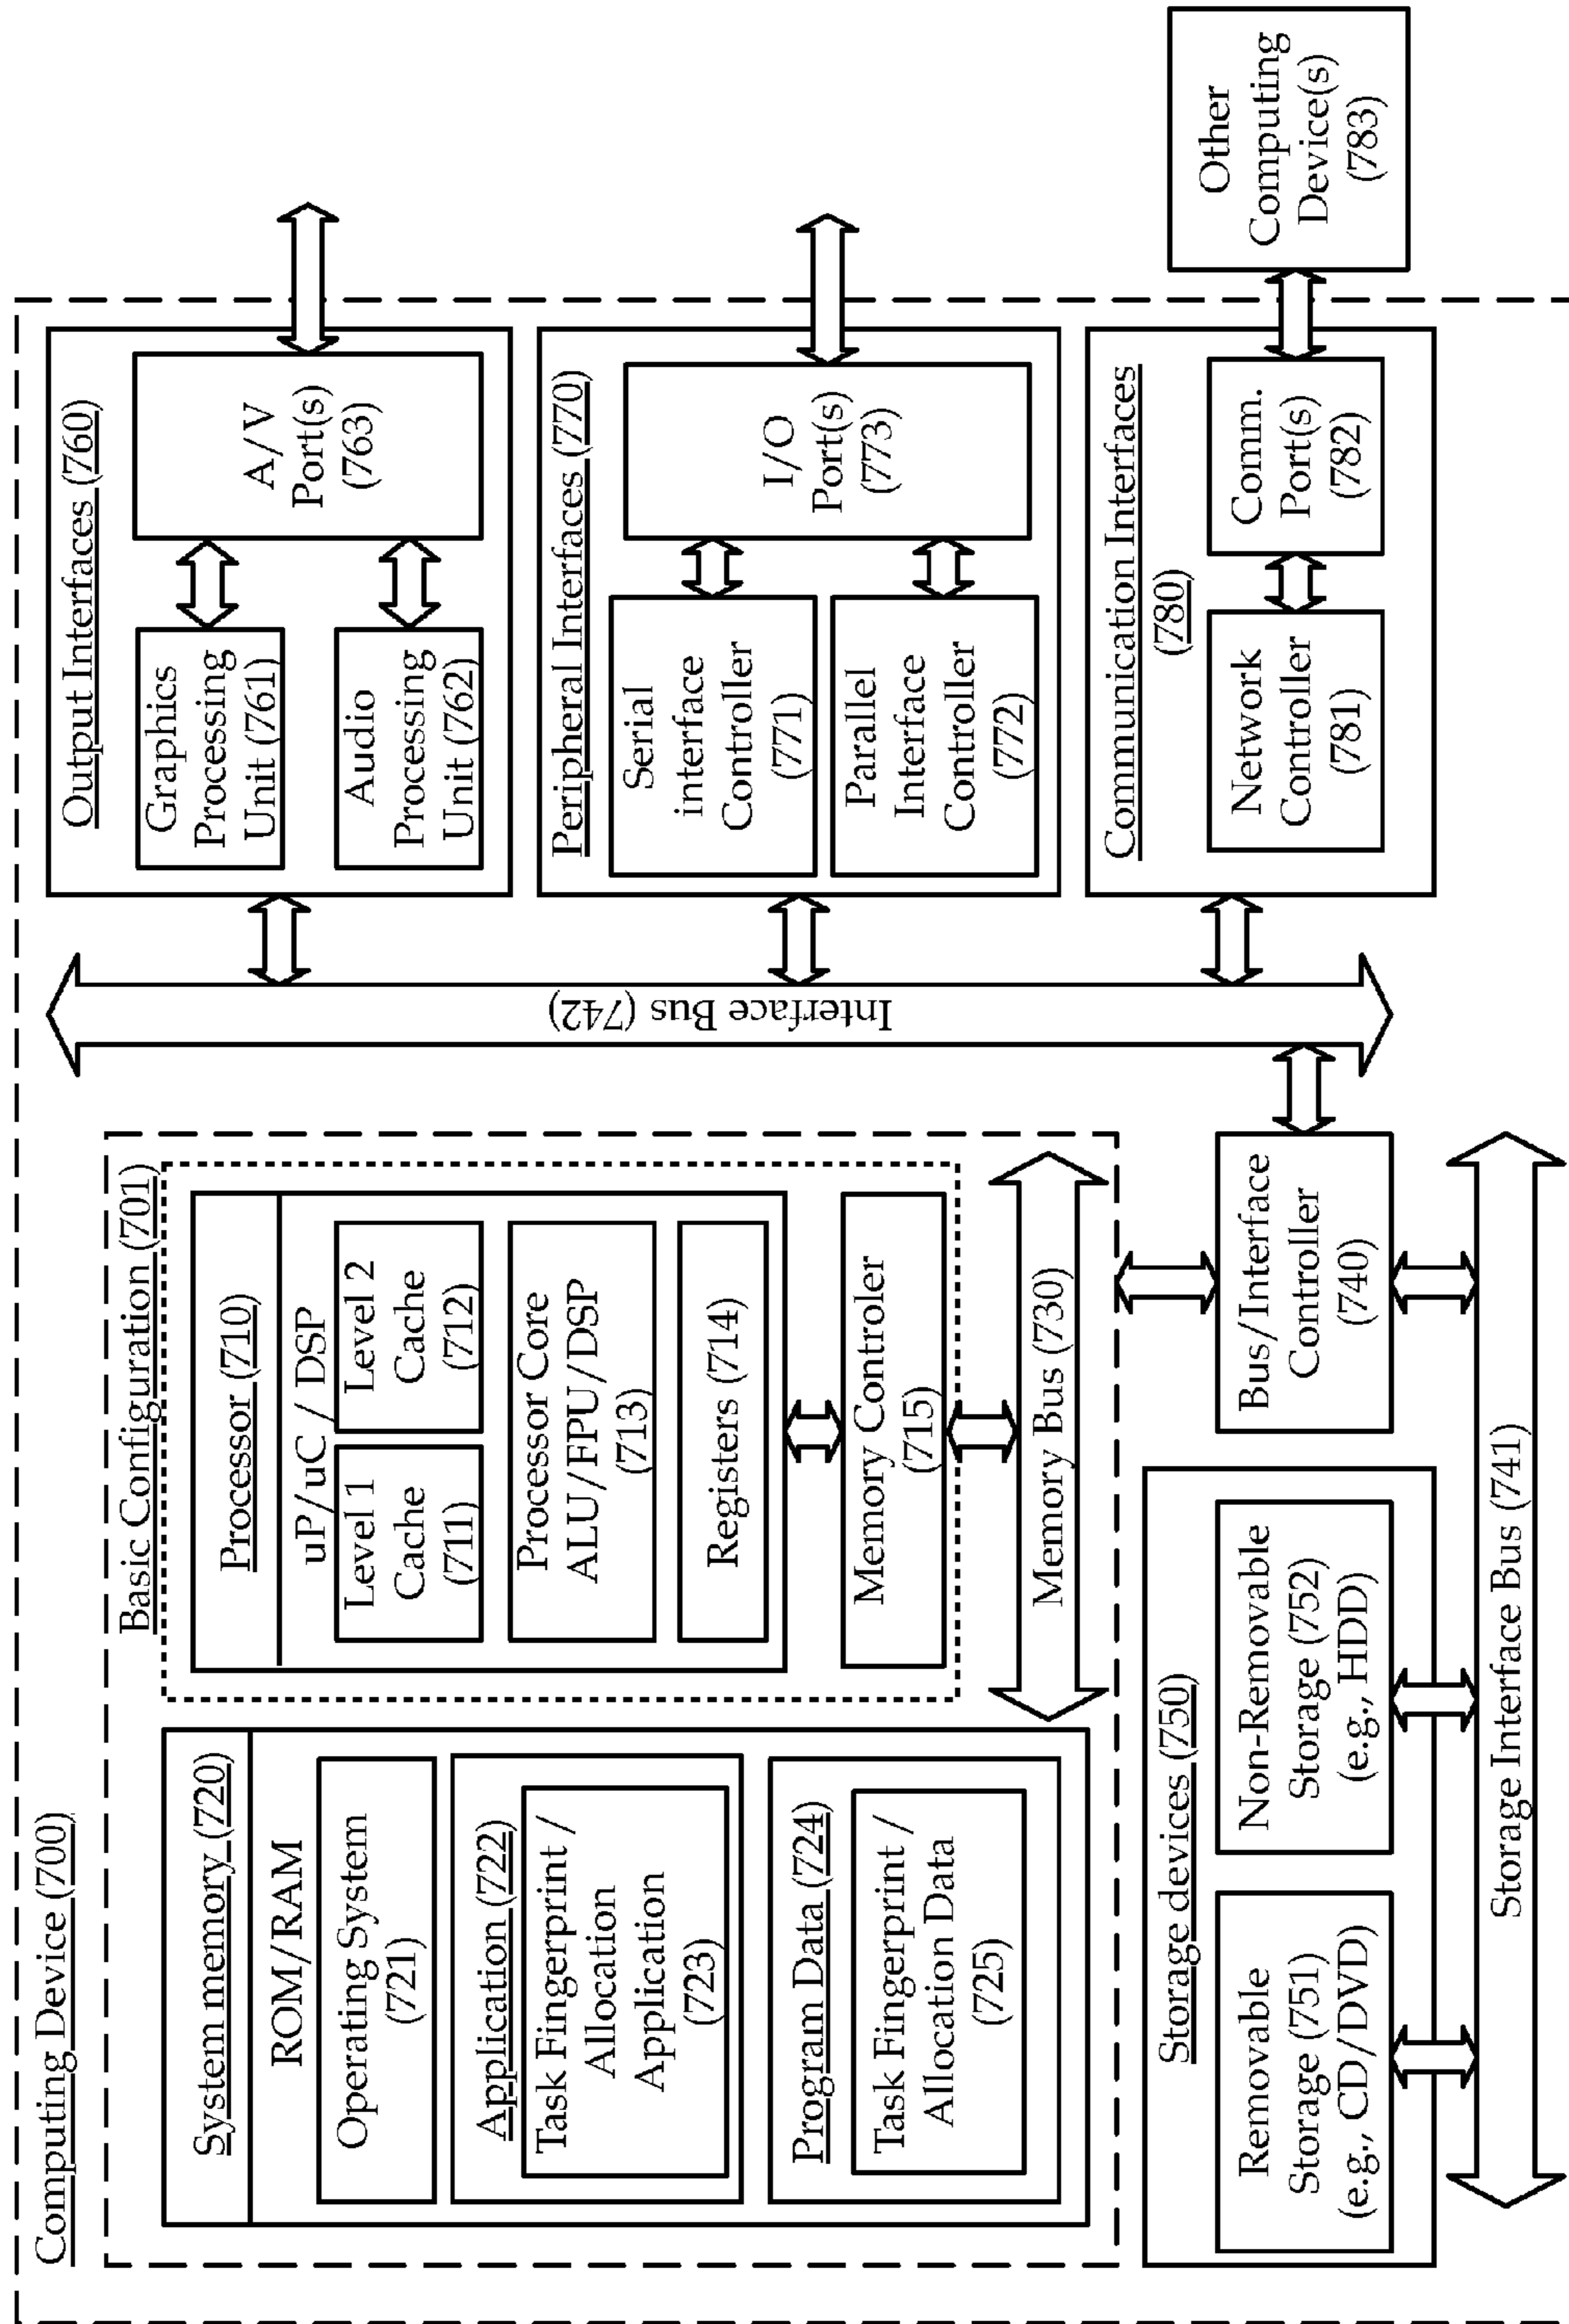 Computing Device (700)
Basic Configuration (701)
System memory (720)
ROM/RAM
Operating System
(721)
Application (722)
Task Fingerprint /
Allocation
Application
(723)
Program Data (724)
Task Fingerprint /
Allocation Data
(725)
Processor (710)
uP/uC / DSP
Level 1
Cache
(711)
Level 2
Cache
(712)
Processor Core
ALU/FPU/DSP
(713)
Registers (714)
Memory Controler
(715)
Memory Bus (730)
Bus/Interface
Controller
(740)
Storage devices (750)
Removable
Storage (751)
(e.g., CD/DVD)
Non-Removable
Storage (752)
(e.g., HDD)
Storage Interface Bus (741)
Interface Bus (742)
Output Interfaces (760)
Graphics
Processing
Unit (761)
Audio
Processing
Unit (762)
A/V
Port(s)
(763)
Peripheral Interfaces (770)
Serial
interface
Controller
(771)
Parallel
Interface
Controller
(772)
I/O
Port(s)
(773)
Communication Interfaces
(780)
Network
Controller
(781)
Comm.
Port(s)
(782)
Other
Computing
Device(s)
(783)